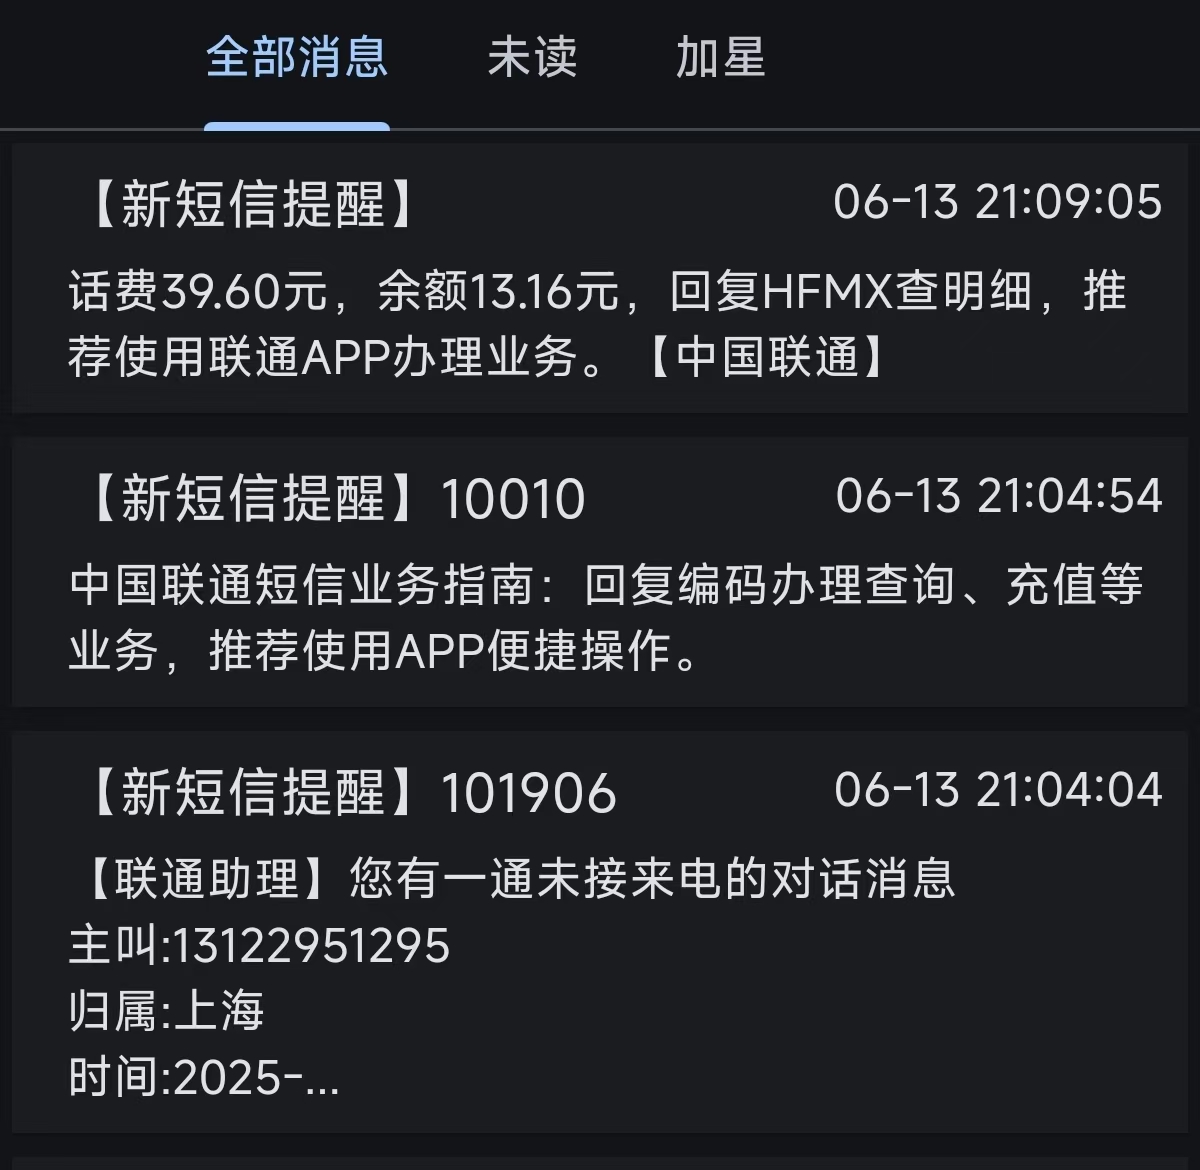 全部消息 未读 加星
【新短信提醒】 06-13 21:09:05
话费39.60元，余额13.16元，回复HFMX查明细，推
荐使用联通APP办理业务。【中国联通】
【新短信提醒】10010 06-13 21:04:54
中国联通短信业务指南：回复编码办理查询、充值等
业务，推荐使用APP便捷操作。
【新短信提醒】101906 06-13 21:04:04
【联通助理】您有一通未接来电的对话消息
主叫:13122951295
归属:上海
时间:2025-...